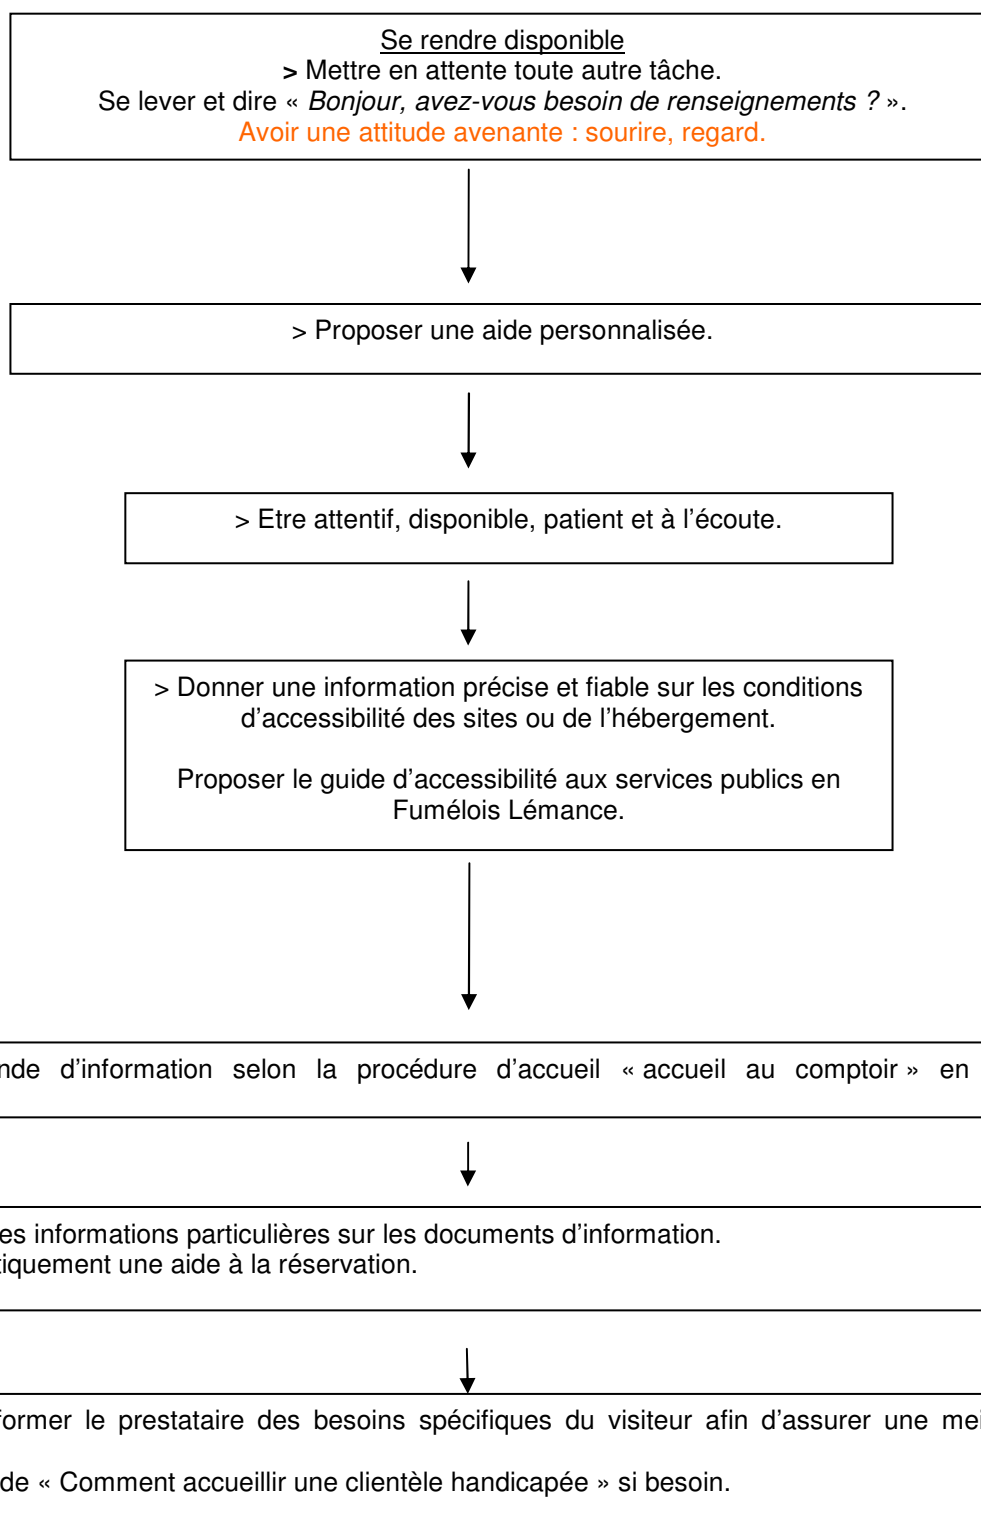 Se rendre disponible
> Mettre en attente toute autre tâche.
Se lever et dire « Bonjour, avez-vous besoin de renseignements ? ».
Avoir une attitude avenante : sourire, regard.
> Proposer une aide personnalisée.
> Etre attentif, disponible, patient et à l’écoute.
> Donner une information précise et fiable sur les conditions
d’accessibilité des sites ou de l’hébergement.
Proposer le guide d’accessibilité aux services publics en
Fumélois Lémance.
nde d’information selon la procédure d’accueil « accueil au comptoir » en
es informations particulières sur les documents d’information.
tiquement une aide à la réservation.
former le prestataire des besoins spécifiques du visiteur afin d’assurer une mei
de « Comment accueillir une clientèle handicapée » si besoin.